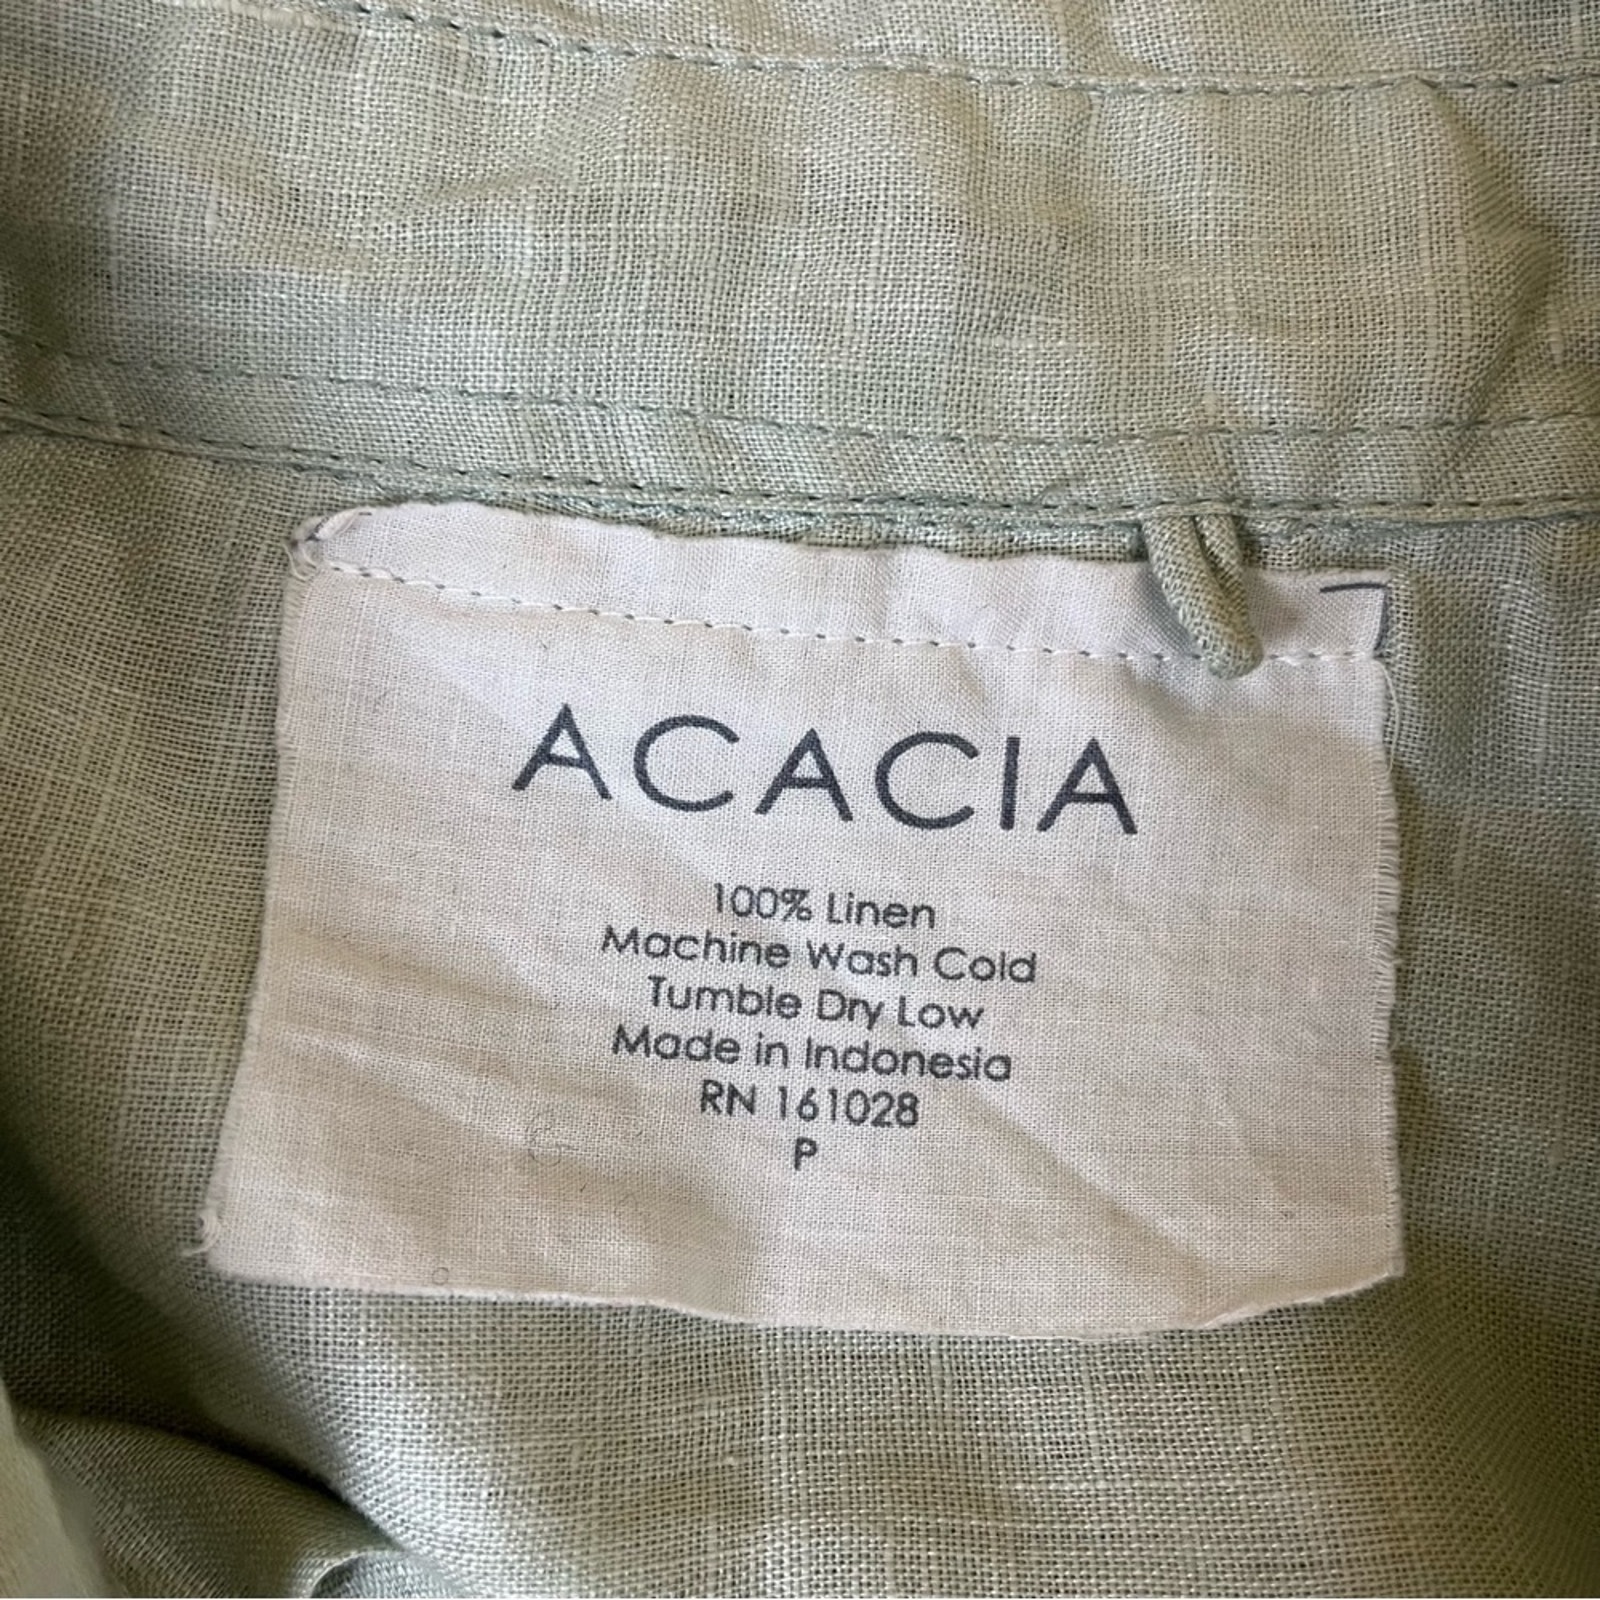 ACACIA
100% Linen
Machine Wash Cold
Tumble Dry Low
Made in Indonesia
RN 161028
P